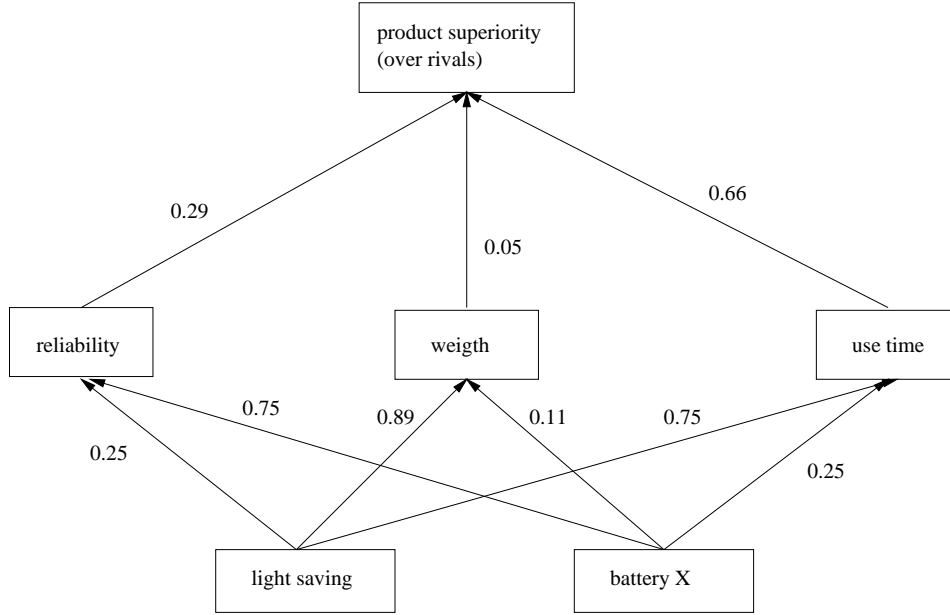 product superiority
(over rivals)
0.29
0.66
0.05
reliability
weigth
use time
0.75
0.89
0.11
0.75
0.25
0.25
light saving
battery X